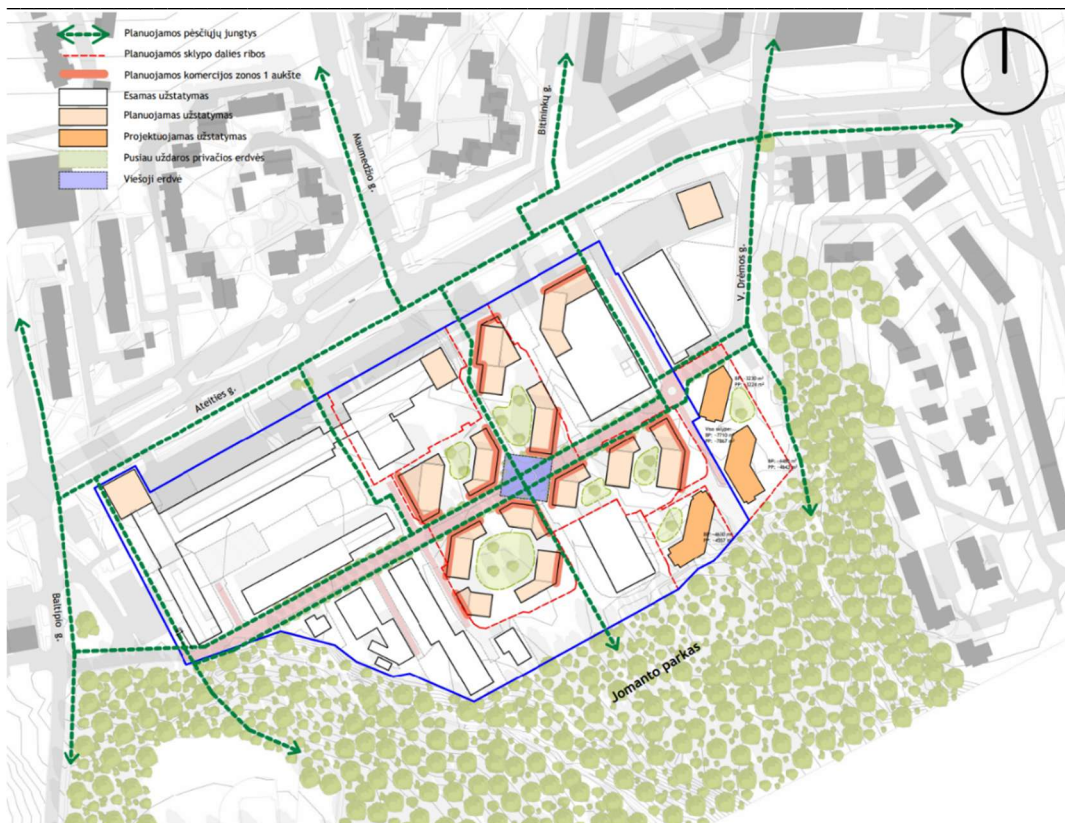 Planuojamos pėsčiųjų jungtys
Planuojamos sklypo dalies ribos
Planuojamos komercijos zonos 1 aukšte
Esamas užstatymas
Planuojamas užstatymas
Projektuojamas užstatymas
Pusiau uždaros privačios erdvės
Viešoji erdvė
Maumedžio g.
Bitininkų g.
V. Drėmos g.
Ateities g.
Baltupio g.
Jomanto parkas